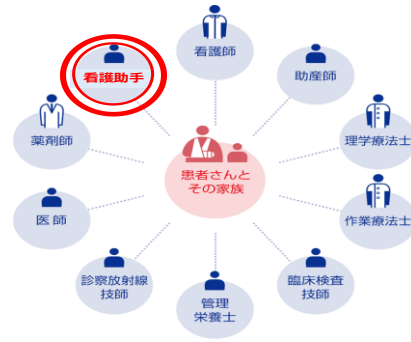 看護師
看護助手
助産師
薬剤師
理学療法士
患者さんと
その家族
医師
作業療法士
診察放射線
技師
臨床検査
技師
管理
栄養士